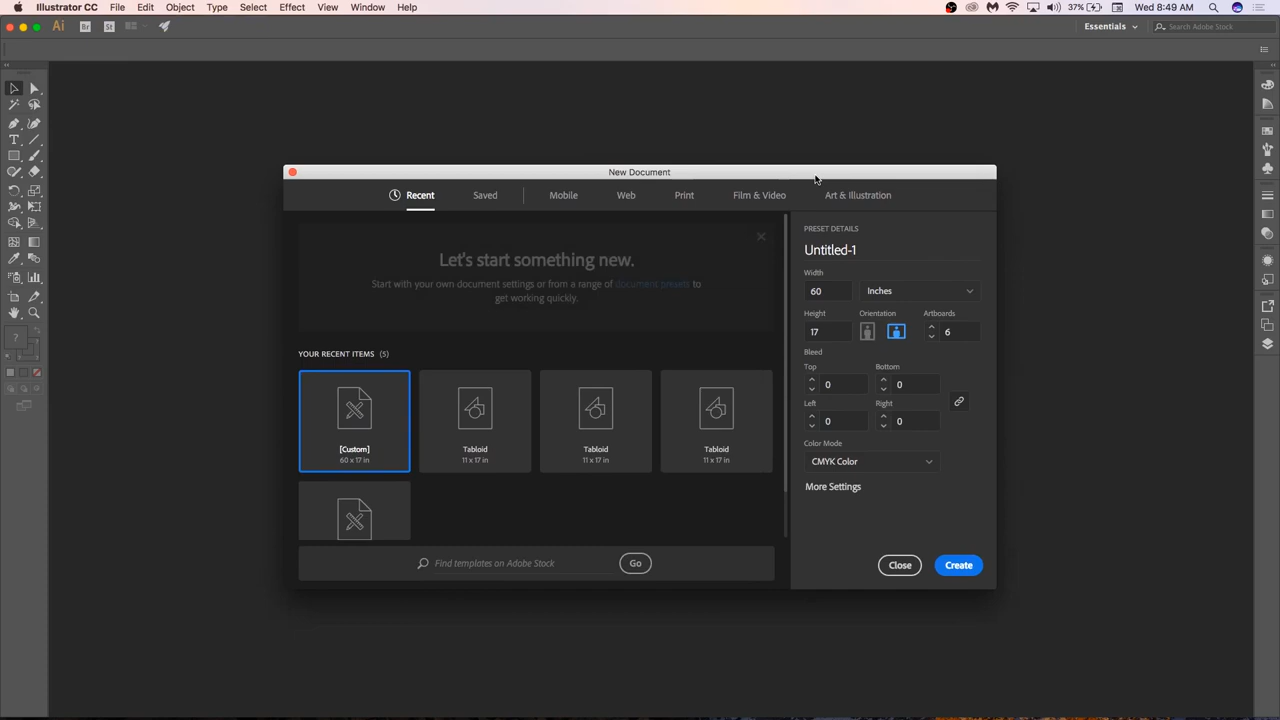 Illustrator CC File Edit Object Type Select Effect View Window Help 37% Wed 8:49 AM
Ai Br St Essentials Search Adobe Stock
New Document
Recent Saved Mobile Web Print Film & Video Art & Illustration
Let's start something new.
Start with your own document settings or from a range of document presets to
get working quickly.
YOUR RECENT ITEMS (5)
[Custom]
60 x 17 in
Tabloid
11 x 17 in
Tabloid
11 x 17 in
Tabloid
11 x 17 in
Find templates on Adobe Stock Go
PRESET DETAILS
Untitled-1
Width
60 Inches
Height Orientation Artboards
17 6
Bleed
Top Bottom
0 0
Left Right
0 0
Color Mode
CMYK Color
More Settings
Close Create
T
?